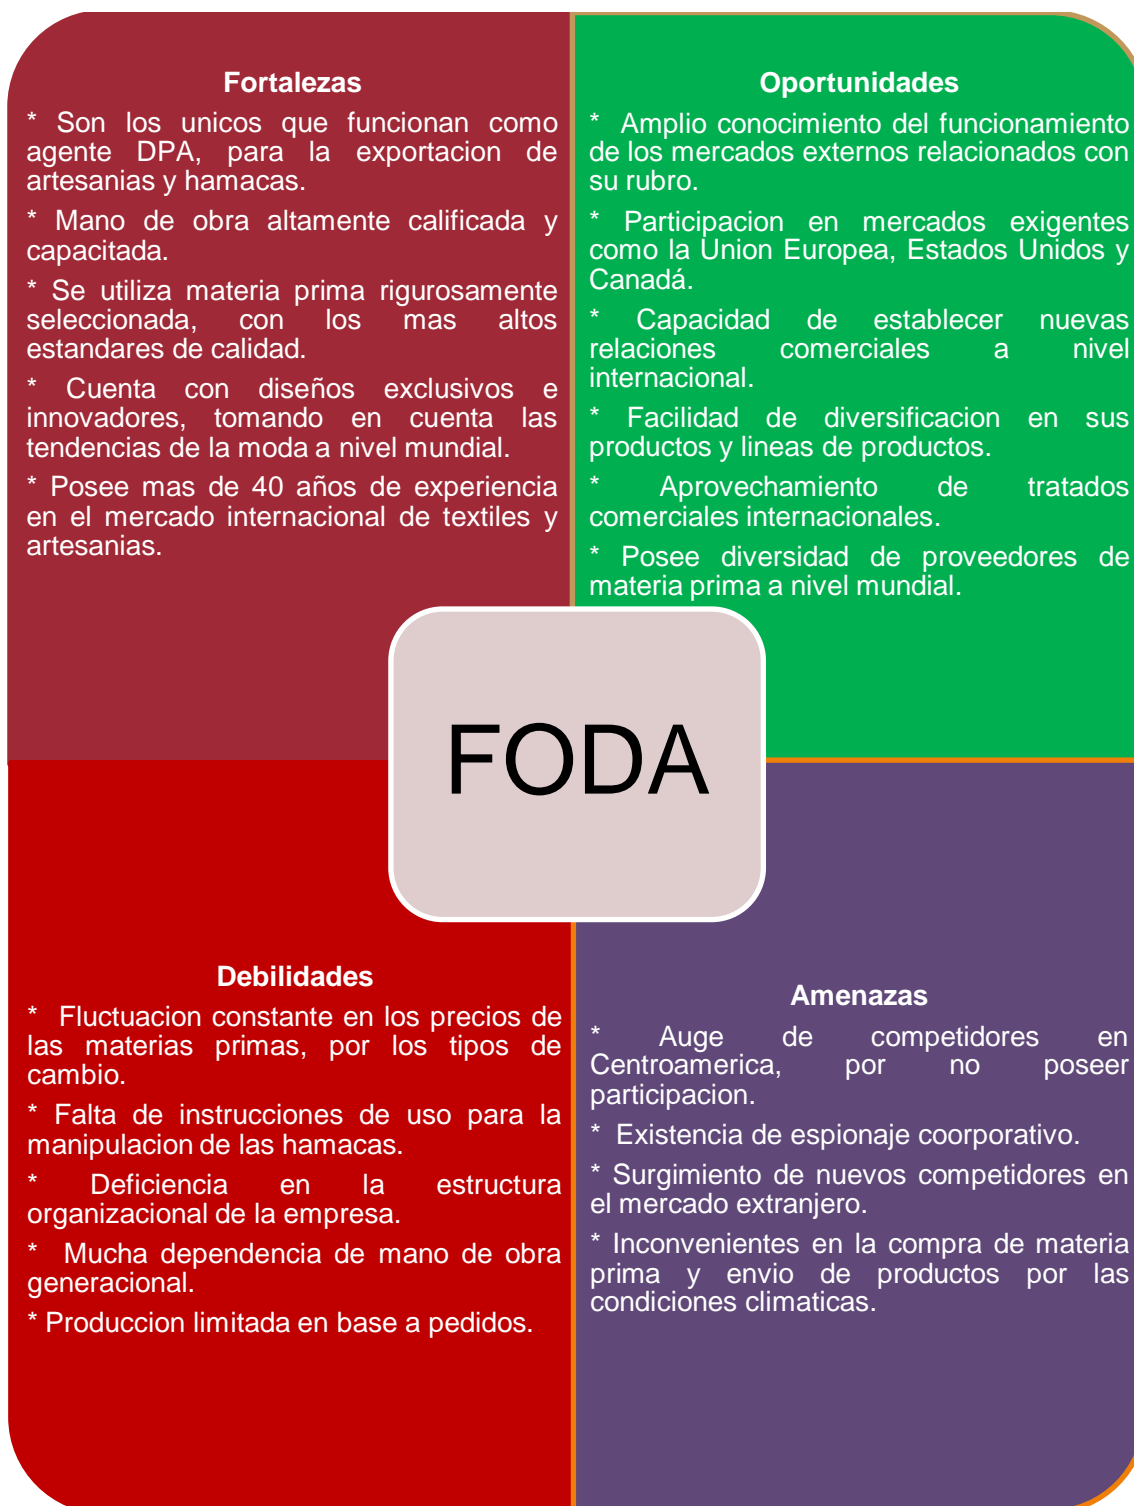 Fortalezas
* Son los unicos que funcionan como
agente DPA, para la exportacion de
artesanias y hamacas.
* Mano de obra altamente calificada y
capacitada.
* Se utiliza materia prima rigurosamente
seleccionada, con los mas altos
estandares de calidad.
* Cuenta con diseños exclusivos e
innovadores, tomando en cuenta las
tendencias de la moda a nivel mundial.
* Posee mas de 40 años de experiencia
en el mercado internacional de textiles y
artesanias.
Oportunidades
* Amplio conocimiento del funcionamiento
de los mercados externos relacionados con
su rubro.
* Participacion en mercados exigentes
como la Union Europea, Estados Unidos y
Canadá.
* Capacidad de establecer nuevas
relaciones comerciales a nivel
internacional.
* Facilidad de diversificacion en sus
productos y lineas de productos.
* Aprovechamiento de tratados
comerciales internacionales.
* Posee diversidad de proveedores de
materia prima a nivel mundial.
FODA
Debilidades
* Fluctuacion constante en los precios de
las materias primas, por los tipos de
cambio.
* Falta de instrucciones de uso para la
manipulacion de las hamacas.
* Deficiencia en la estructura
organizacional de la empresa.
* Mucha dependencia de mano de obra
generacional.
* Produccion limitada en base a pedidos.
Amenazas
* Auge de competidores en
Centroamerica, por no poseer
participacion.
* Existencia de espionaje coorporativo.
* Surgimiento de nuevos competidores en
el mercado extranjero.
* Inconvenientes en la compra de materia
prima y envio de productos por las
condiciones climaticas.